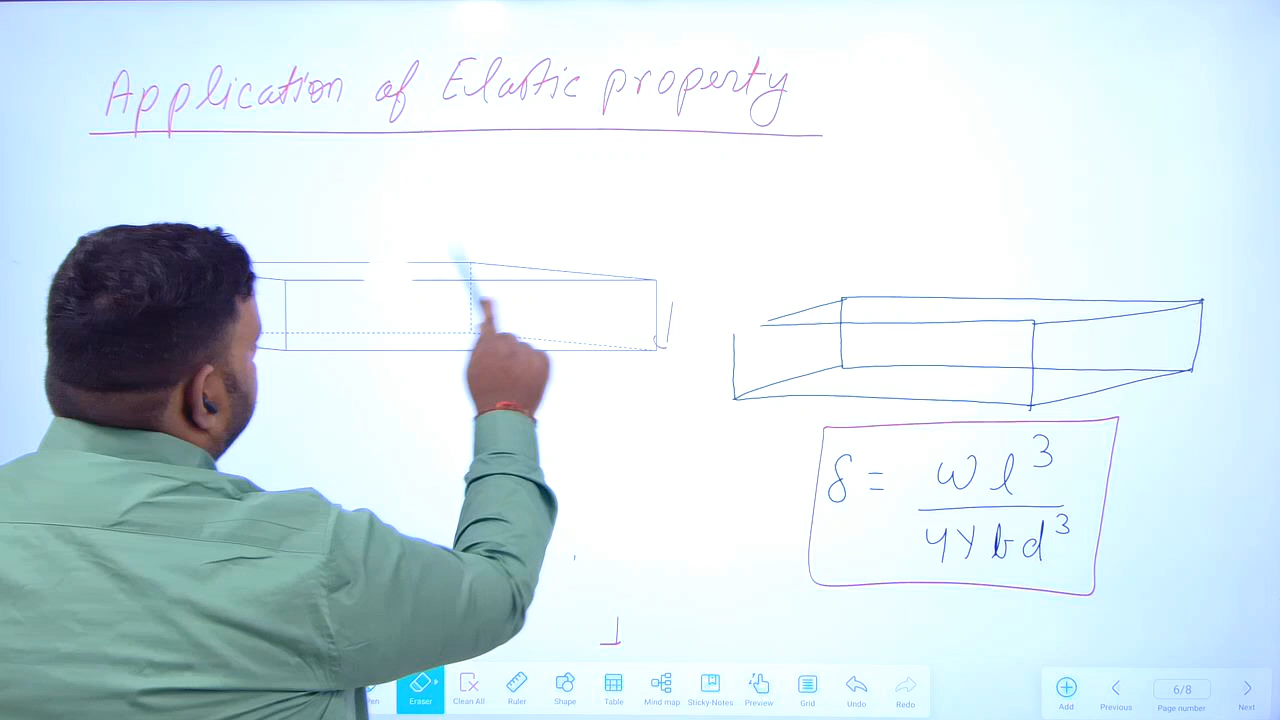 Application of Elastic property
δ = wl³
4Ybd³
Pen Eraser Clean All Ruler Shape Table Mind map Sticky-Notes Preview Grid Undo Redo
Add Previous 6/8 Page number Next